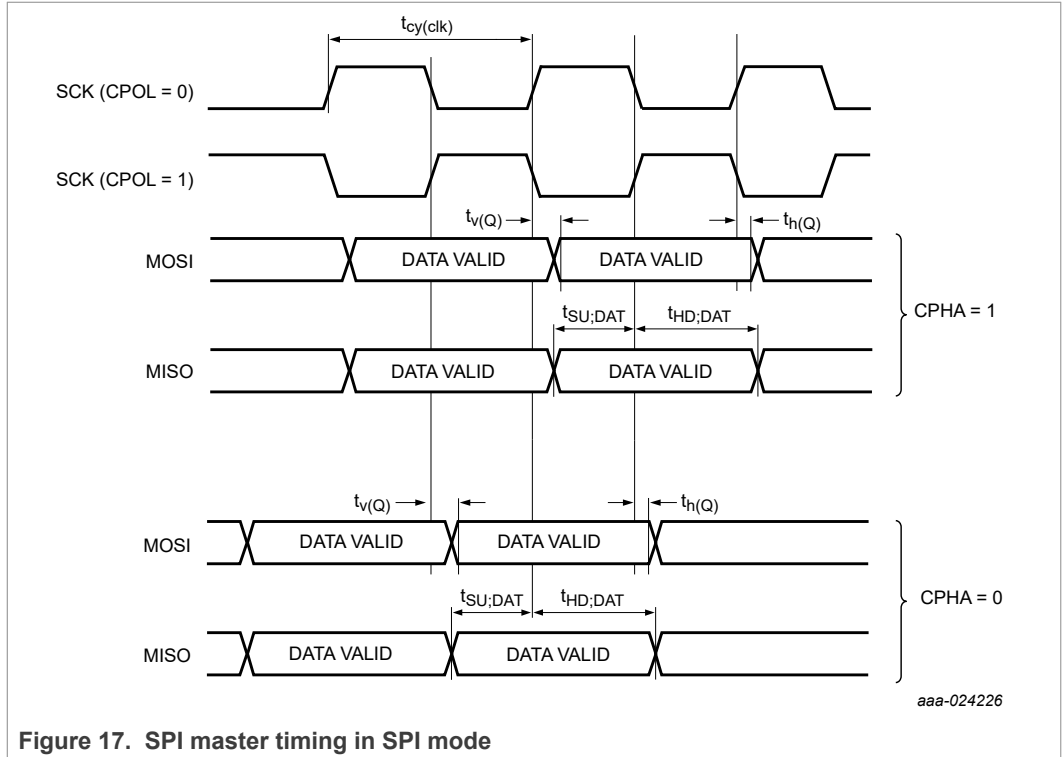 tcy(clk)
SCK (CPOL = 0)
SCK (CPOL = 1)
tv(Q)
th(Q)
MOSI
DATA VALID
DATA VALID
CPHA = 1
tSU;DAT
tHD;DAT
MISO
DATA VALID
DATA VALID
tv(Q)
th(Q)
MOSI
DATA VALID
DATA VALID
CPHA = 0
tSU;DAT
tHD;DAT
MISO
DATA VALID
DATA VALID
aaa-024226
Figure 17. SPI master timing in SPI mode